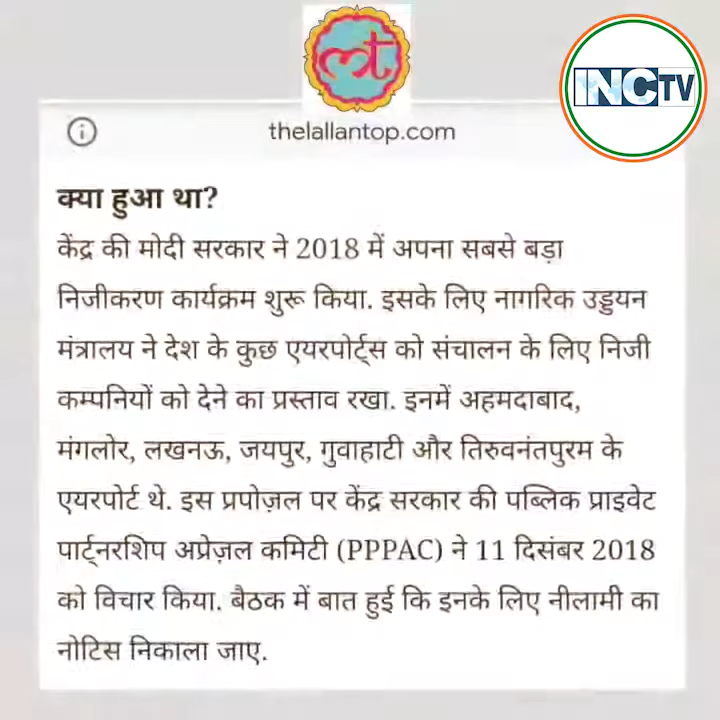 mt
INCTV
thelallantop.com
क्या हुआ था?
केंद्र की मोदी सरकार ने 2018 में अपना सबसे बड़ा
निजीकरण कार्यक्रम शुरू किया. इसके लिए नागरिक उड्डयन
मंत्रालय ने देश के कुछ एयरपोर्ट्स को संचालन के लिए निजी
कम्पनियों को देने का प्रस्ताव रखा. इनमें अहमदाबाद,
मंगलोर, लखनऊ, जयपुर, गुवाहाटी और तिरुवनंतपुरम के
एयरपोर्ट थे. इस प्रपोज़ल पर केंद्र सरकार की पब्लिक प्राइवेट
पार्ट्नरशिप अप्रेज़ल कमिटी (PPPAC) ने 11 दिसंबर 2018
को विचार किया. बैठक में बात हुई कि इनके लिए नीलामी का
नोटिस निकाला जाए.